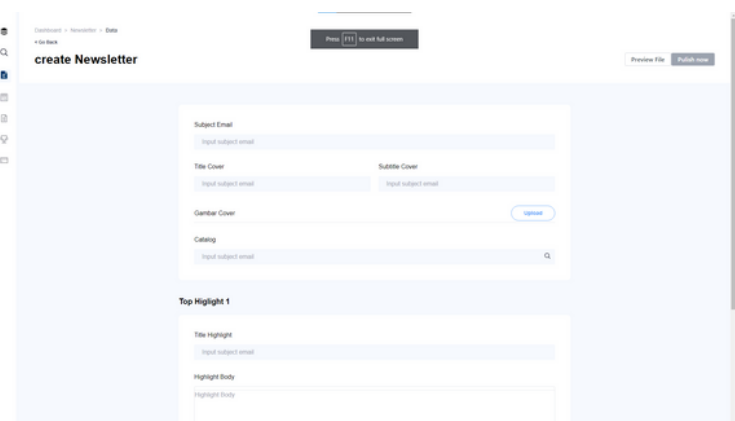 Dashboard > Newsletter > Data
< Go Back
Press F11 to exit full screen
create Newsletter
Preview File
Publish now
Subject Email
Input subject email
Title Cover
Subtitle Cover
Input subject email
Input subject email
Gambar Cover
Upload
Catalog
Input subject email
Top Higlight 1
Title Highlight
Input subject email
Highlight Body
Highlight Body